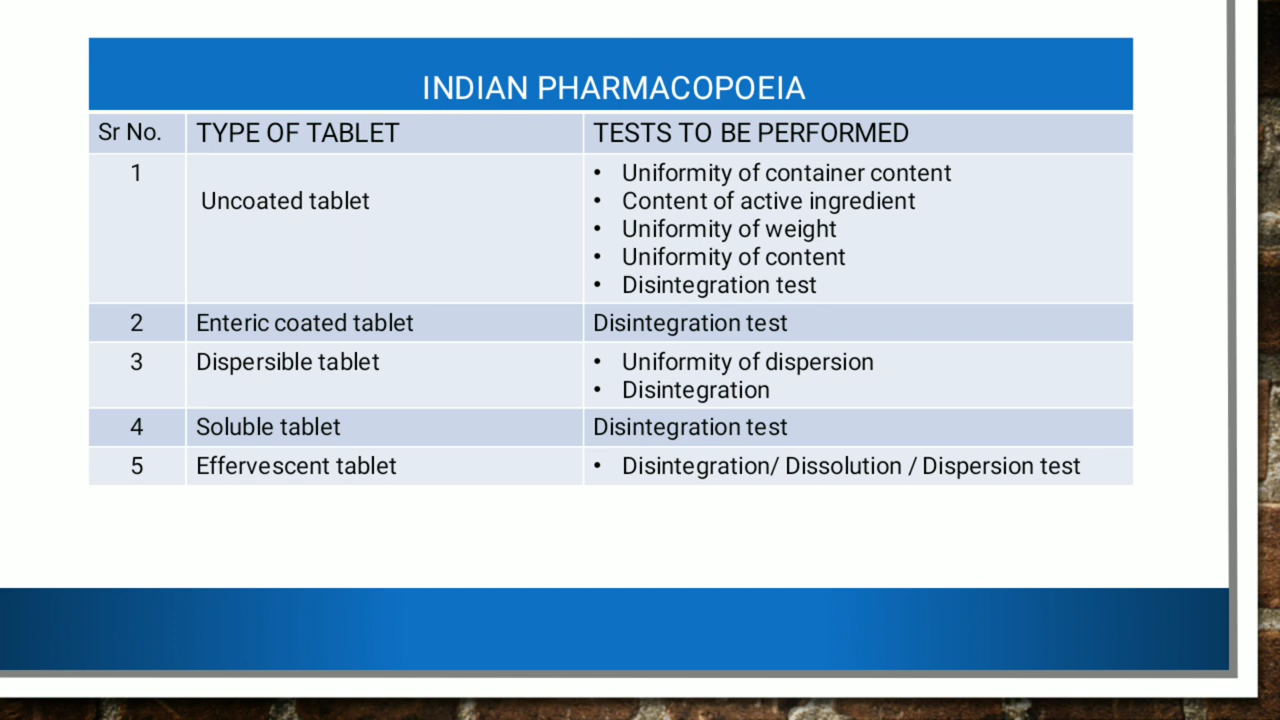 INDIAN PHARMACOPOEIA
Sr No. TYPE OF TABLET TESTS TO BE PERFORMED
1 Uncoated tablet
• Uniformity of container content
• Content of active ingredient
• Uniformity of weight
• Uniformity of content
• Disintegration test
2 Enteric coated tablet Disintegration test
3 Dispersible tablet • Uniformity of dispersion
• Disintegration
4 Soluble tablet Disintegration test
5 Effervescent tablet • Disintegration/ Dissolution / Dispersion test